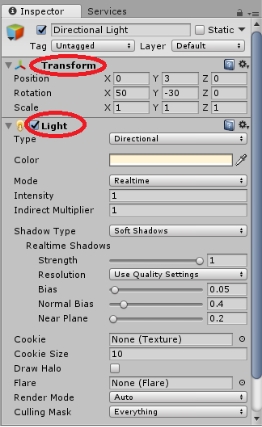 Inspector Services
Directional Light Static
Tag Untagged Layer Default
Transform
Position X 0 Y 3 Z 0
Rotation X 50 Y -30 Z 0
Scale X 1 Y 1 Z 1
Light
Type Directional
Color
Mode Realtime
Intensity 1
Indirect Multiplier 1
Shadow Type Soft Shadows
Realtime Shadows
Strength 1
Resolution Use Quality Settings
Bias 0.05
Normal Bias 0.4
Near Plane 0.2
Cookie None (Texture)
Cookie Size 10
Draw Halo
Flare None (Flare)
Render Mode Auto
Culling Mask Everything